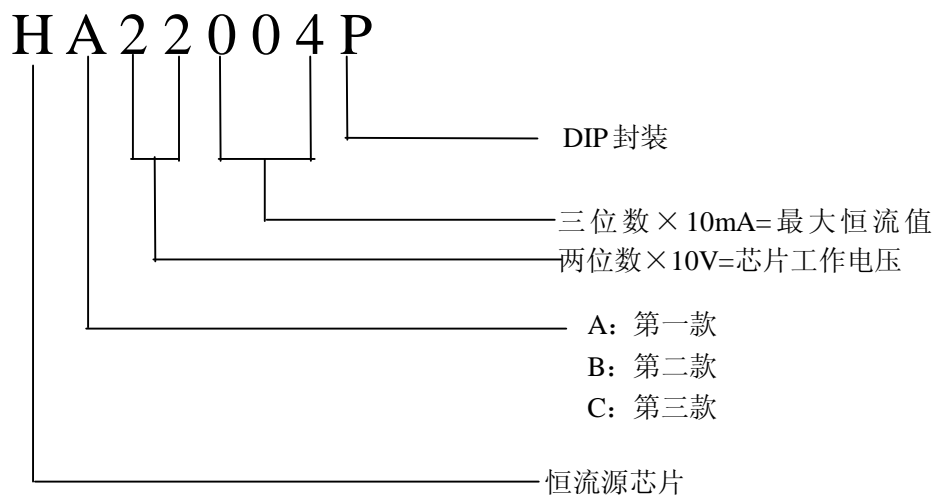 HA22004P
DIP封装
三位数×10mA=最大恒流值
两位数×10V=芯片工作电压
A：第一款
B：第二款
C：第三款
恒流源芯片